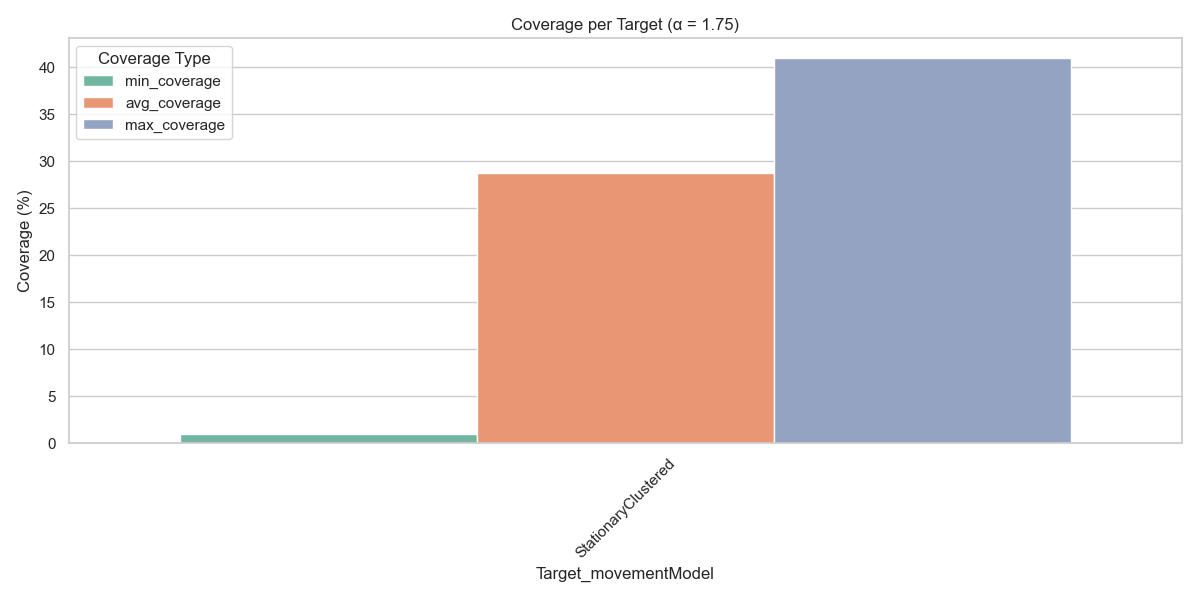 Coverage per Target (α = 1.75)
Coverage Type
min_coverage
avg_coverage
max_coverage
Coverage (%)
40
35
30
25
20
15
10
5
0
StationaryClustered
Target_movementModel